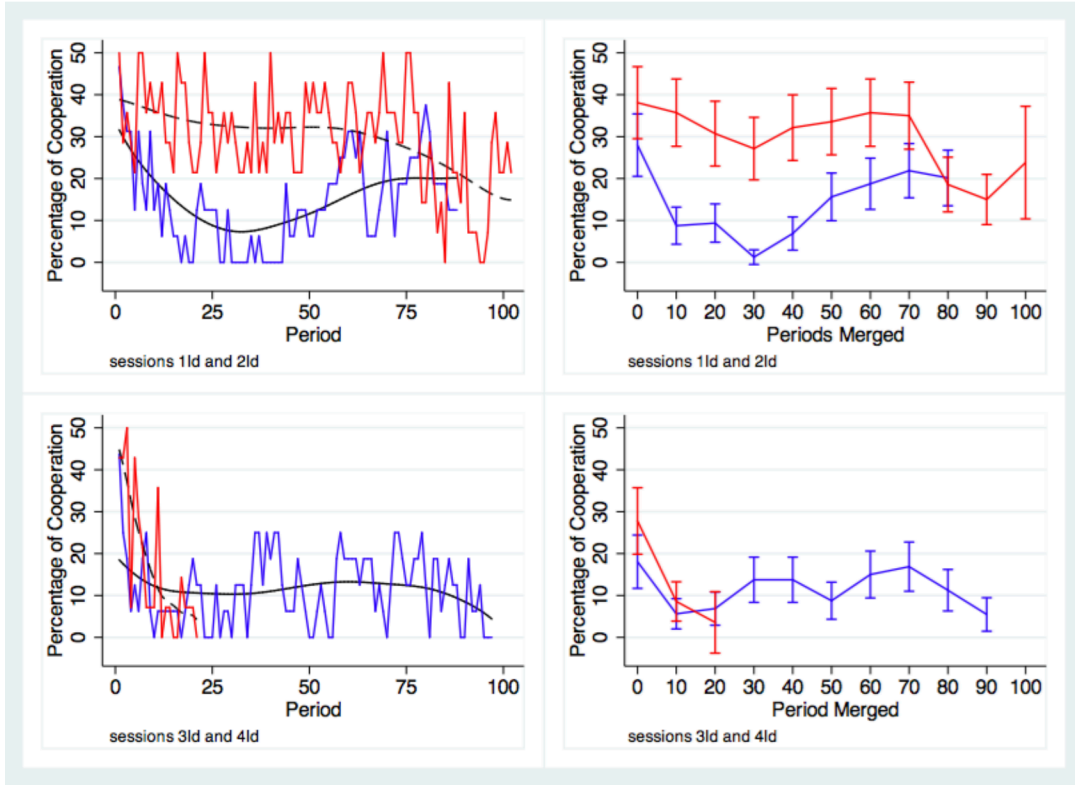 Percentage of Cooperation
50
40
30
20
10
0
0 25 50 75 100
Period
sessions 1ld and 2ld
Percentage of Cooperation
50
40
30
20
10
0
0 10 20 30 40 50 60 70 80 90 100
Periods Merged
sessions 1ld and 2ld
Percentage of Cooperation
50
40
30
20
10
0
0 25 50 75 100
Period
sessions 3ld and 4ld
Percentage of Cooperation
50
40
30
20
10
0
0 10 20 30 40 50 60 70 80 90 100
Period Merged
sessions 3ld and 4ld